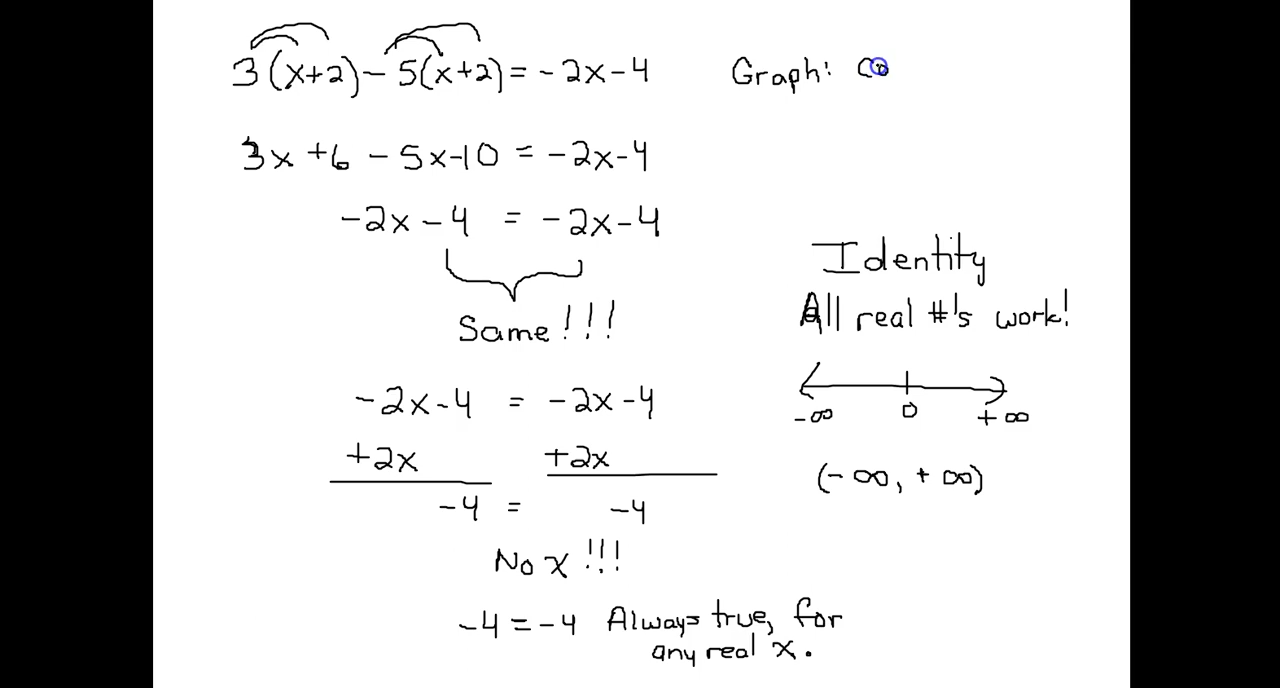 3(x+2)-5(x+2)=-2x-4
3x+6-5x-10=-2x-4
-2x-4=-2x-4
Same!!!
-2x-4=-2x-4
+2x +2x
-4=-4
No x!!!
-4=-4 Always true, for
any real x.
Graph:
Identity
All real #'s work!
-∞ 0 +∞
(-∞,+∞)